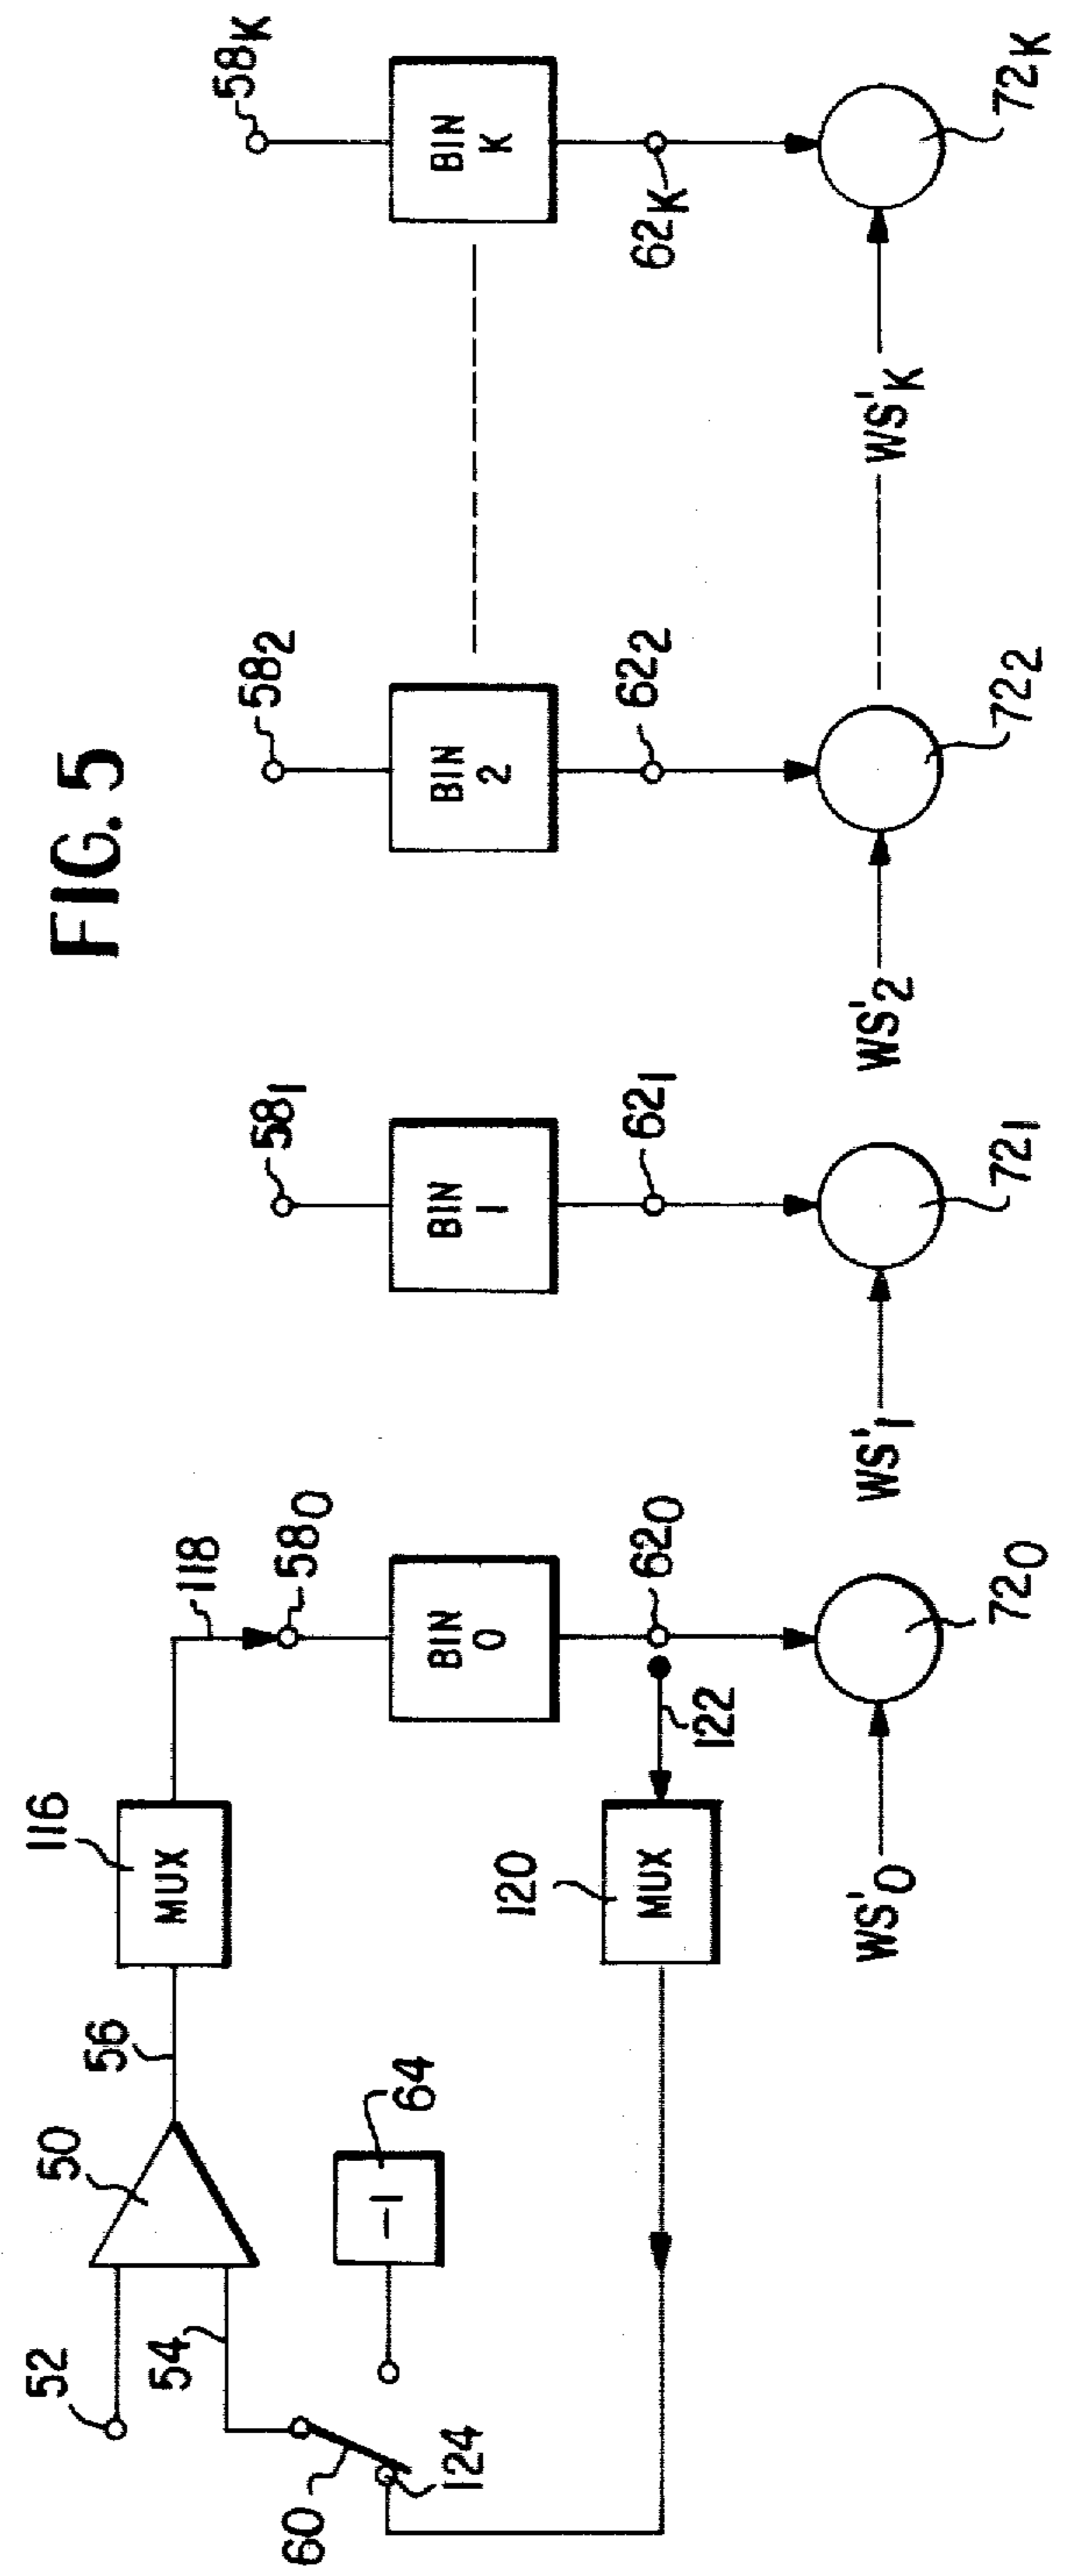 FIG. 5
52
50
56
116
118
54
60
124
64
-1
MUX
120
MUX
122
58₀
58₁
58₂
58ₖ
BIN 0
BIN 1
BIN 2
BIN K
62₀
62₁
62₂
62ₖ
WS'₀
WS'₁
WS'₂
WS'ₖ
72₀
72₁
72₂
72ₖ